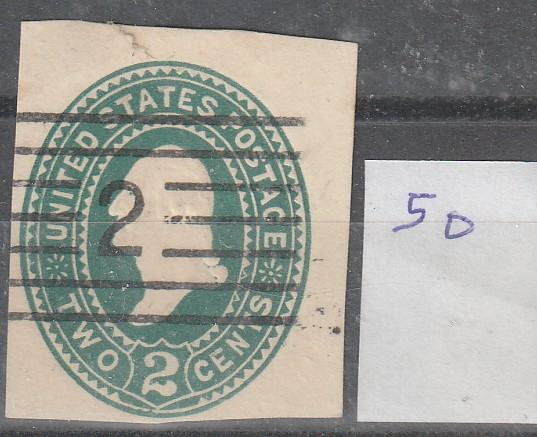 UNITED STATES POSTAGE
2
TWO 2 CENTS
50